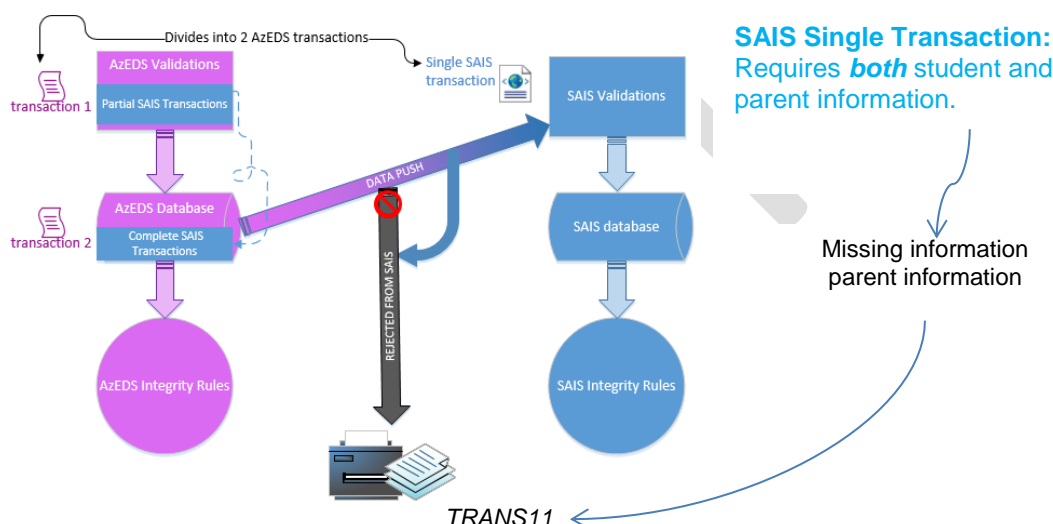 Divides into 2 AzEDS transactions
SAIS Single Transaction:
Requires both student and
parent information.
AzEDS Validations
Single SAIS
transaction
transaction 1
Partial SAIS Transactions
SAIS Validations
DATA PUSH
AzEDS Database
SAIS database
transaction 2
Complete SAIS
Transactions
Missing information
parent information
REJECTED FROM SAIS
AzEDS Integrity Rules
SAIS Integrity Rules
TRANS11